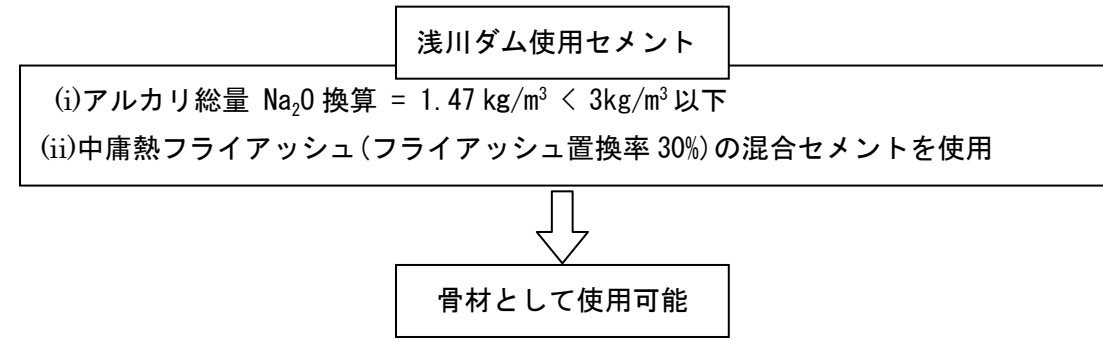 浅川ダム使用セメント
(i)アルカリ総量 Na₂O 換算 = 1.47 kg/m³ < 3kg/m³ 以下
(ii)中庸熱フライアッシュ(フライアッシュ置換率 30%)の混合セメントを使用
骨材として使用可能